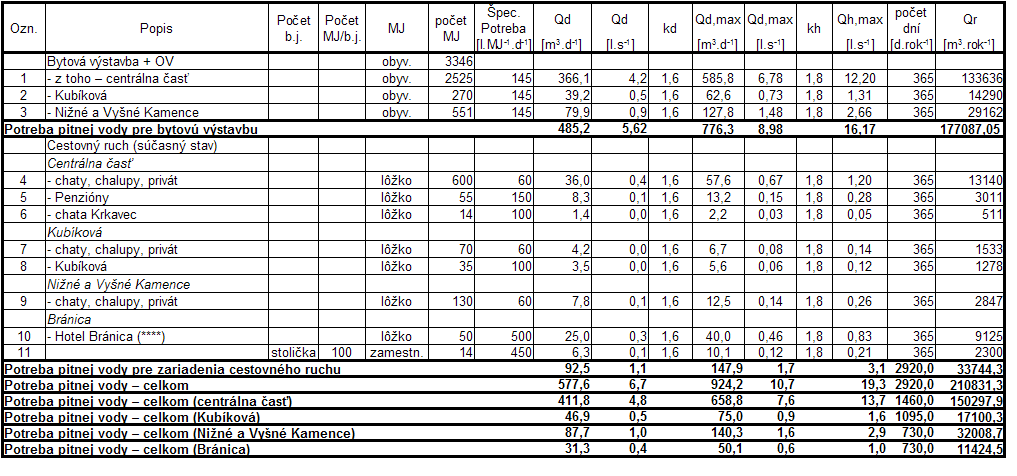 Ozn. Popis Počet b.j. Počet MJ/b.j. MJ počet MJ Špec. Potreba [l.MJ-1.d-1] Qd [m3.d-1] Qd [l.s-1] kd Qd,max [m3.d-1] Qd,max [l.s-1] kh Qh,max [l.s-1] počet dní [d.rok-1] Qr [m3.rok-1]
Bytová výstavba + OV obyv. 3346
1 - z toho – centrálna časť obyv. 2525 145 366,1 4,2 1,6 585,8 6,78 1,8 12,20 365 133636
2 - Kubíková obyv. 270 145 39,2 0,5 1,6 62,6 0,73 1,8 1,31 365 14290
3 - Nižné a Vyšné Kamence obyv. 551 145 79,9 0,9 1,6 127,8 1,48 1,8 2,66 365 29162
Potreba pitnej vody pre bytovú výstavbu 485,2 5,62 776,3 8,98 16,17 177087,05
Cestovný ruch (súčasný stav)
Centrálna časť
4 - chaty, chalupy, privát lôžko 600 60 36,0 0,4 1,6 57,6 0,67 1,8 1,20 365 13140
5 - Penzióny lôžko 55 150 8,3 0,1 1,6 13,2 0,15 1,8 0,28 365 3011
6 - chata Krkavec lôžko 14 100 1,4 0,0 1,6 2,2 0,03 1,8 0,05 365 511
Kubíková
7 - chaty, chalupy, privát lôžko 70 60 4,2 0,0 1,6 6,7 0,08 1,8 0,14 365 1533
8 - Kubíková lôžko 35 100 3,5 0,0 1,6 5,6 0,06 1,8 0,12 365 1278
Nižné a Vyšné Kamence
9 - chaty, chalupy, privát lôžko 130 60 7,8 0,1 1,6 12,5 0,14 1,8 0,26 365 2847
Bránica
10 - Hotel Bránica (****) lôžko 50 500 25,0 0,3 1,6 40,0 0,46 1,8 0,83 365 9125
11 stolička 100 zamestn. 14 450 6,3 0,1 1,6 10,1 0,12 1,8 0,21 365 2300
Potreba pitnej vody pre zariadenia cestovného ruchu 92,5 1,1 147,9 1,7 3,1 2920,0 33744,3
Potreba pitnej vody – celkom 577,6 6,7 924,2 10,7 19,3 2920,0 210831,3
Potreba pitnej vody – celkom (centrálna časť) 411,8 4,8 658,8 7,6 13,7 1460,0 150297,9
Potreba pitnej vody – celkom (Kubíková) 46,9 0,5 75,0 0,9 1,6 1095,0 17100,3
Potreba pitnej vody – celkom (Nižné a Vyšné Kamence) 87,7 1,0 140,3 1,6 2,9 730,0 32008,7
Potreba pitnej vody – celkom (Bránica) 31,3 0,4 50,1 0,6 1,0 730,0 11424,5